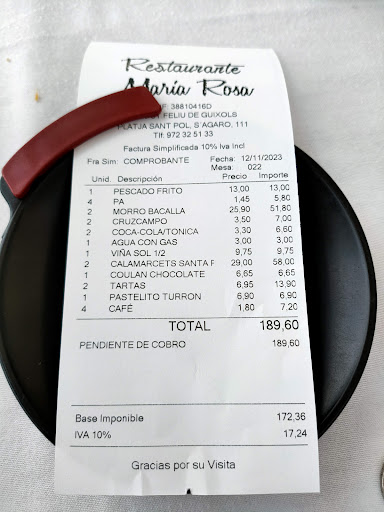 Restaurante
María Rosa
F: 38810416D
FELIU DE GUIXOLS
PLATJA SANT POL, S'AGARO, 111
Tlf: 972 32 51 33
Factura Simplificada 10% Iva Incl
Fra Sim: COMPROBANTE Fecha: 12/11/2023
Mesa: 022
Unid. Descripción Precio Importe
1 PESCADO FRITO 13,00 13,00
4 PA 1,45 5,80
2 MORRO BACALLA 25,90 51,80
2 CRUZCAMPO 3,50 7,00
2 COCA-COLA/TONICA 3,30 6,60
1 AGUA CON GAS 3,00 3,00
1 VIÑA SOL 1/2 9,75 9,75
2 CALAMARCETS SANTA F 29,00 58,00
1 COULAN CHOCOLATE 6,65 6,65
2 TARTAS 6,95 13,90
1 PASTELITO TURRON 6,90 6,90
4 CAFÉ 1,80 7,20
TOTAL 189,60
PENDIENTE DE COBRO 189,60
Base Imponible 172,36
IVA 10% 17,24
Gracias por su Visita